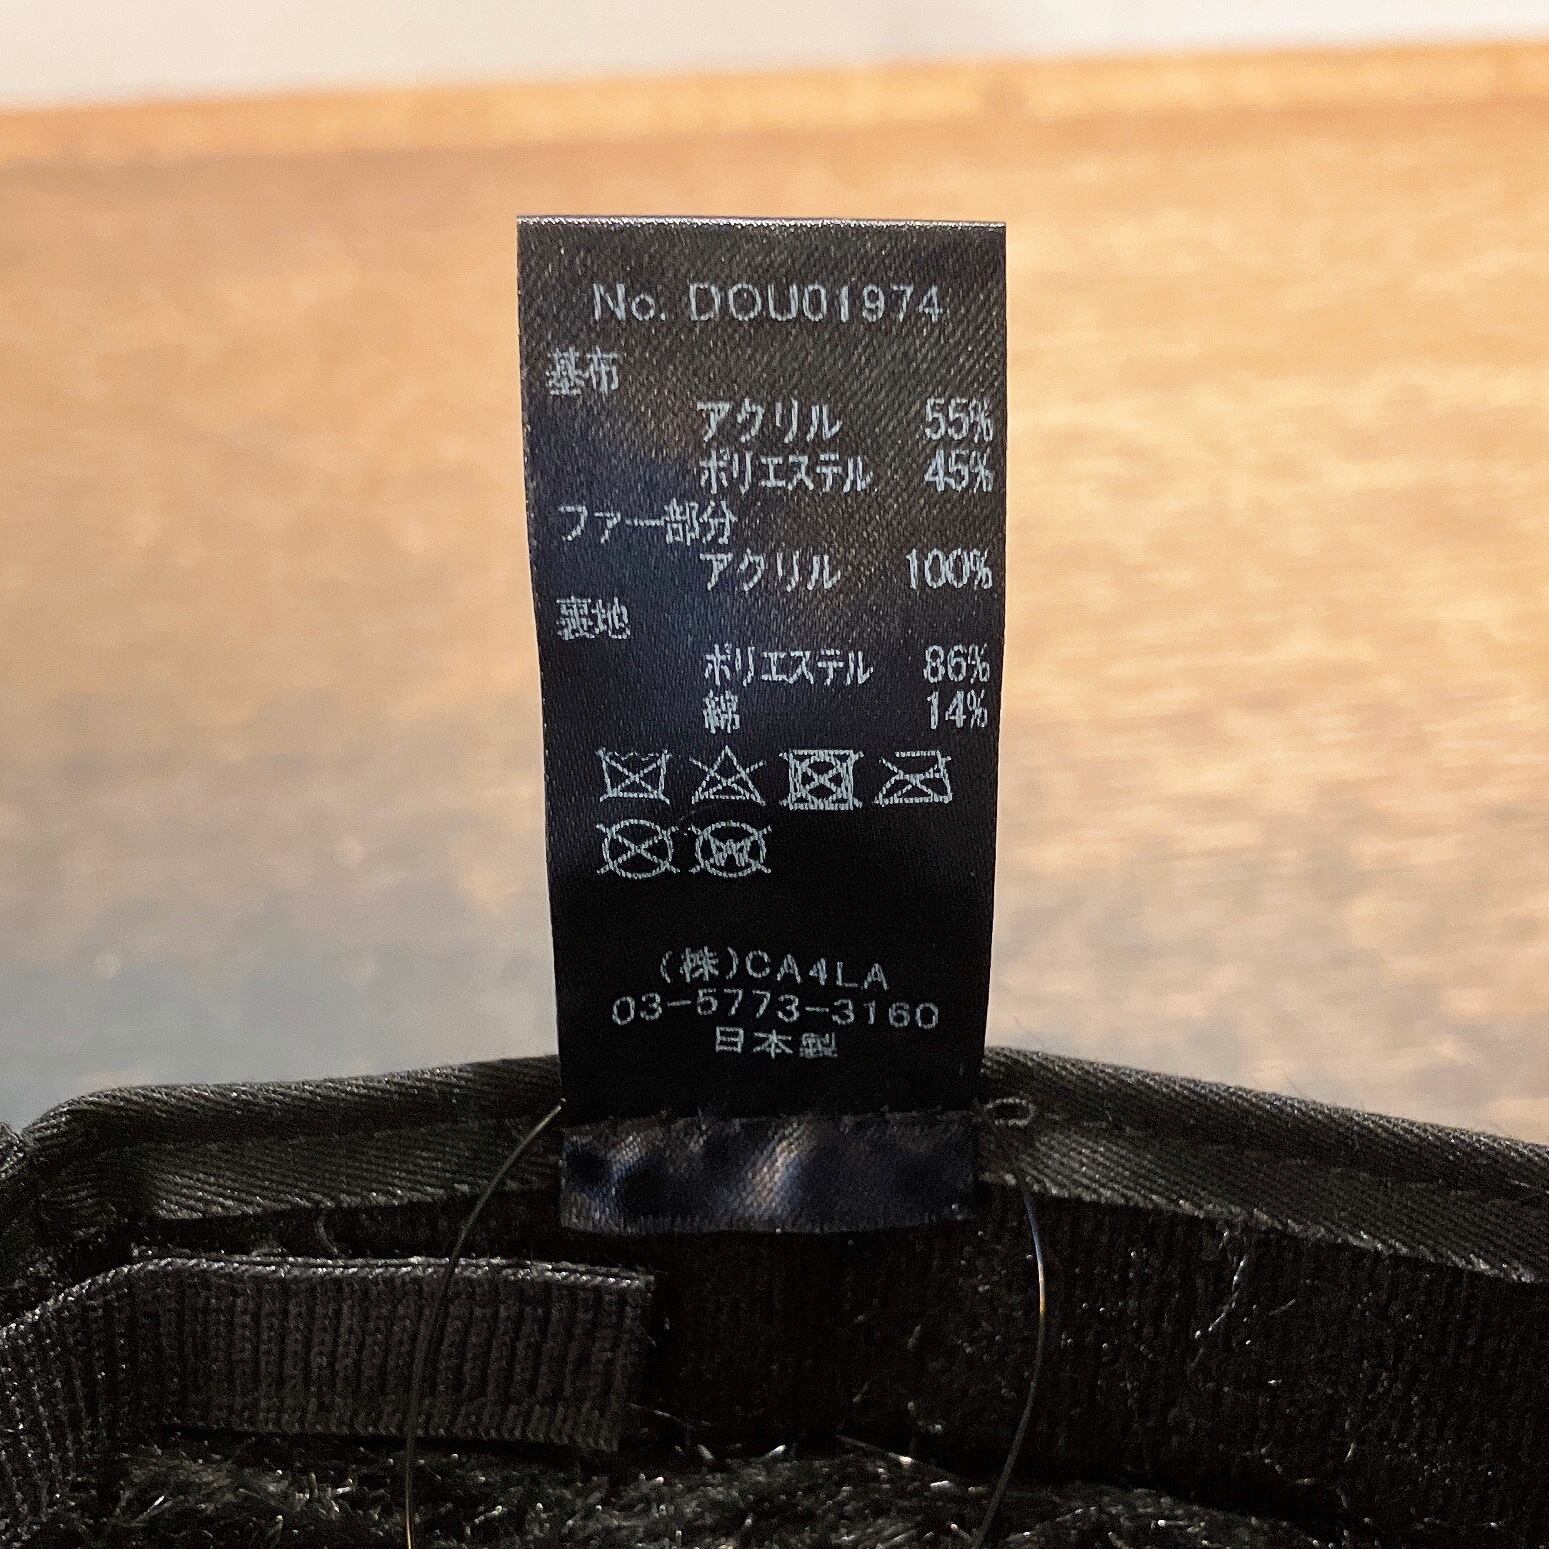 No. DOU01974
基布
アクリル 55%
ポリエステル 45%
ファー部分
アクリル 100%
裏地
ポリエステル 86%
綿 14%
W
(株)CA4LA
03-5773-3160
日本製